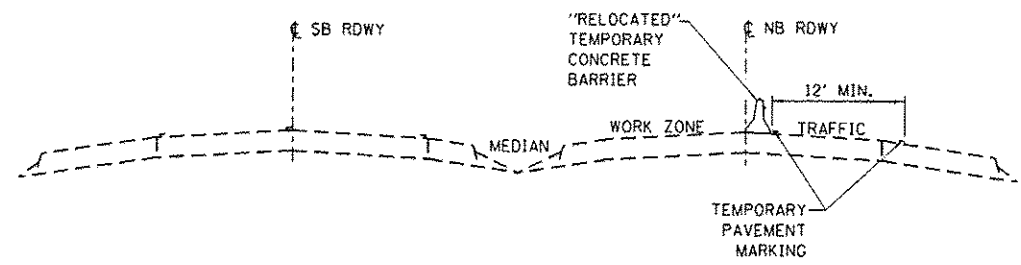 "RELOCATED"
TEMPORARY
CONCRETE
BARRIER
℄ SB RDWY
℄ NB RDWY
12' MIN.
MEDIAN
WORK ZONE
TRAFFIC
TEMPORARY
PAVEMENT
MARKING